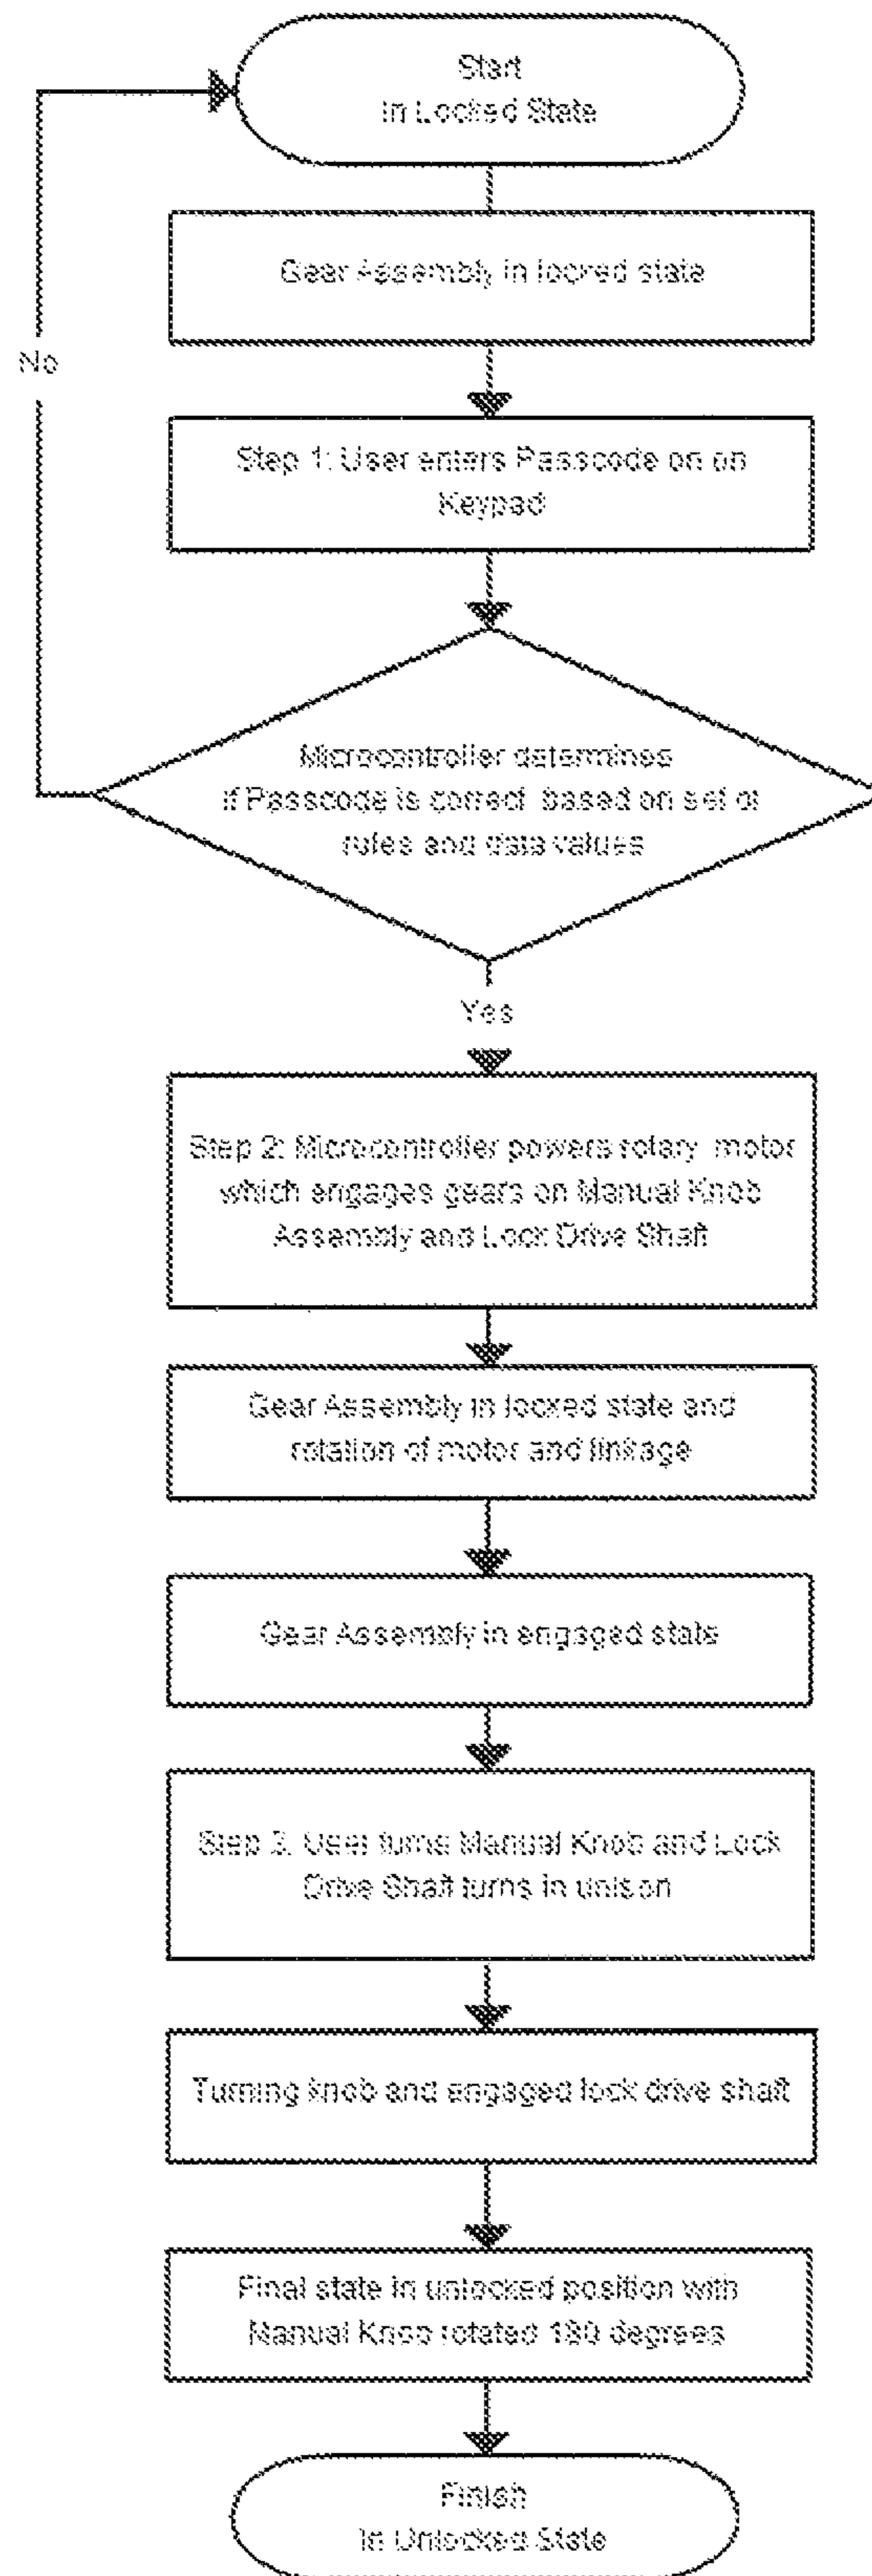 Start
In Locked State
Gear Assembly in locked state
No
Step 1: User enters Passcode on on
Keypad
Microcontroller determines
if Passcode is correct based on set of
rules and data values
Yes
Step 2: Microcontroller powers rotary motor
which engages gears on Manual Knob
Assembly and Lock Drive Shaft
Gear Assembly in locked state and
rotation of motor and linkage
Gear Assembly in engaged state
Step 3. User turns Manual Knob and Lock
Drive Shaft turns in unison
Turning knob and engaged lock drive shaft
Final state in unlocked position with
Manual Knob rotated 180 degrees
Finish
In Unlocked State